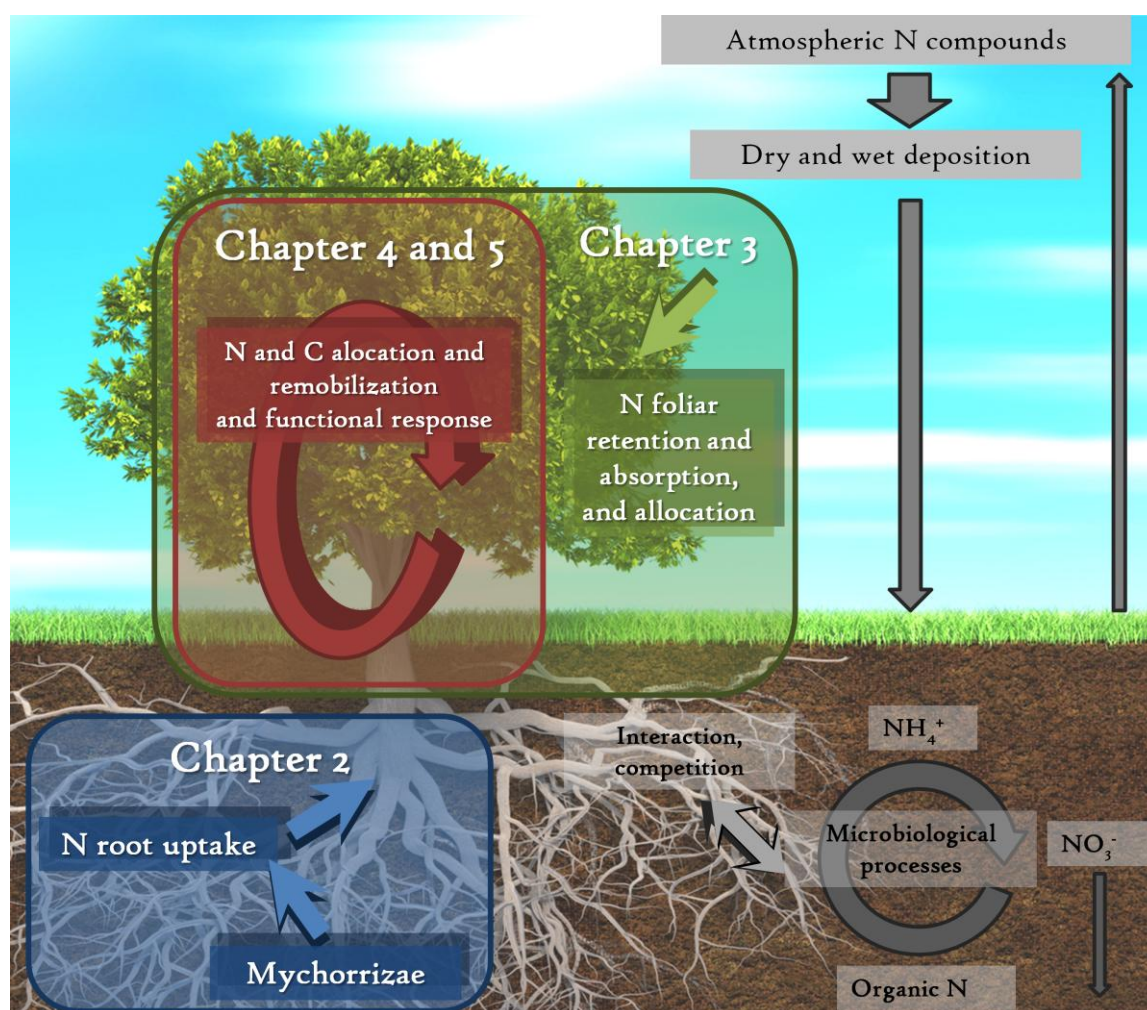 Atmospheric N compounds
Dry and wet deposition
Chapter 4 and 5
N and C alocation and
remobilization
and functional response
Chapter 3
N foliar
retention and
absorption,
and allocation
Chapter 2
N root uptake
Mychorrizae
Interaction,
competition
NH₄⁺
Microbiological
processes
NO₃⁻
Organic N